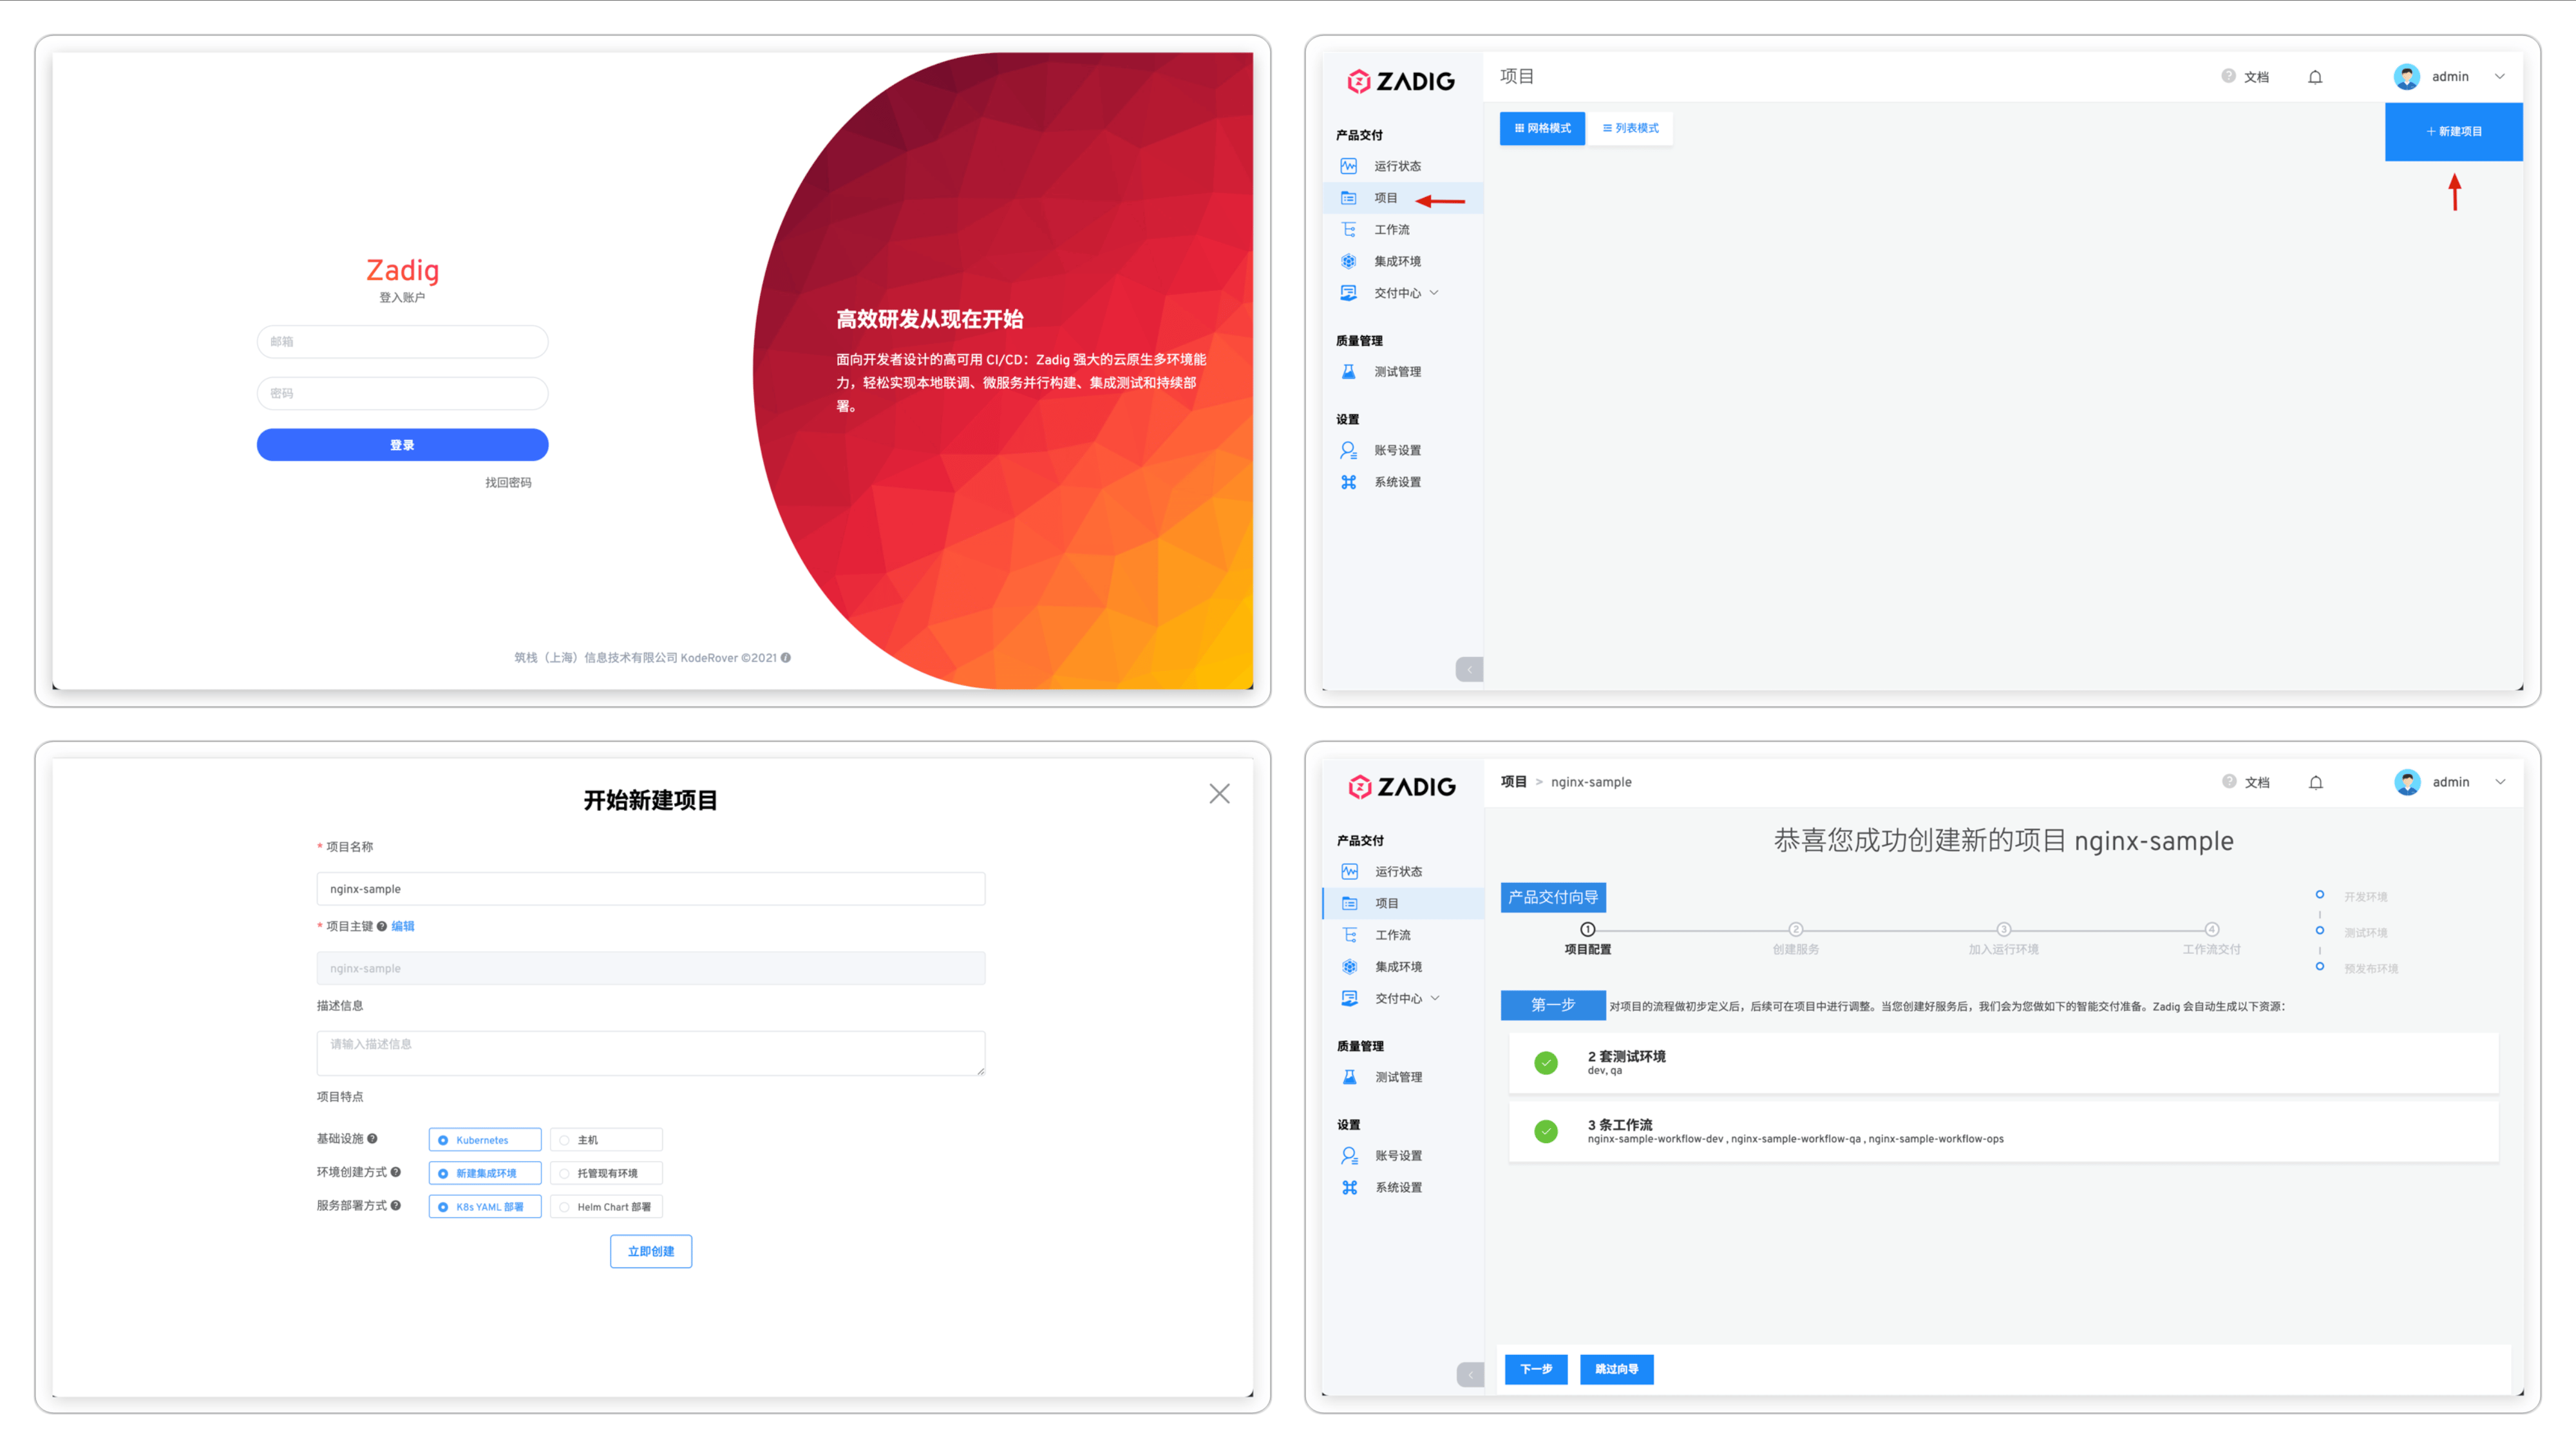 Zadig
登入账户
邮箱
密码
登录
找回密码
高效研发从现在开始
面向开发者设计的高可用 CI/CD：Zadig 强大的云原生多环境能
力，轻松实现本地联调、微服务并行构建、集成测试和持续部
署。
筑栈（上海）信息技术有限公司 KodeRover ©2021
ZADIG
项目
文档
admin
网格模式
列表模式
+ 新建项目
产品交付
运行状态
项目
工作流
集成环境
交付中心
质量管理
测试管理
设置
账号设置
系统设置
开始新建项目
* 项目名称
nginx-sample
* 项目主键 编辑
nginx-sample
描述信息
请输入描述信息
项目特点
基础设施 Kubernetes 主机
环境创建方式 新建集成环境 托管现有环境
服务部署方式 K8s YAML 部署 Helm Chart 部署
立即创建
ZADIG
项目 > nginx-sample
文档
admin
产品交付
运行状态
项目
工作流
集成环境
交付中心
质量管理
测试管理
设置
账号设置
系统设置
恭喜您成功创建新的项目 nginx-sample
产品交付向导
1 项目配置
2 创建服务
3 加入运行环境
4 工作流交付
开发环境
测试环境
预发布环境
第一步 对项目的流程做初步定义后，后续可在项目中进行调整。当您创建好服务后，我们会为您做如下的智能交付准备。Zadig 会自动生成以下资源：
2 套测试环境
dev, qa
3 条工作流
nginx-sample-workflow-dev , nginx-sample-workflow-qa , nginx-sample-workflow-ops
下一步
跳过向导